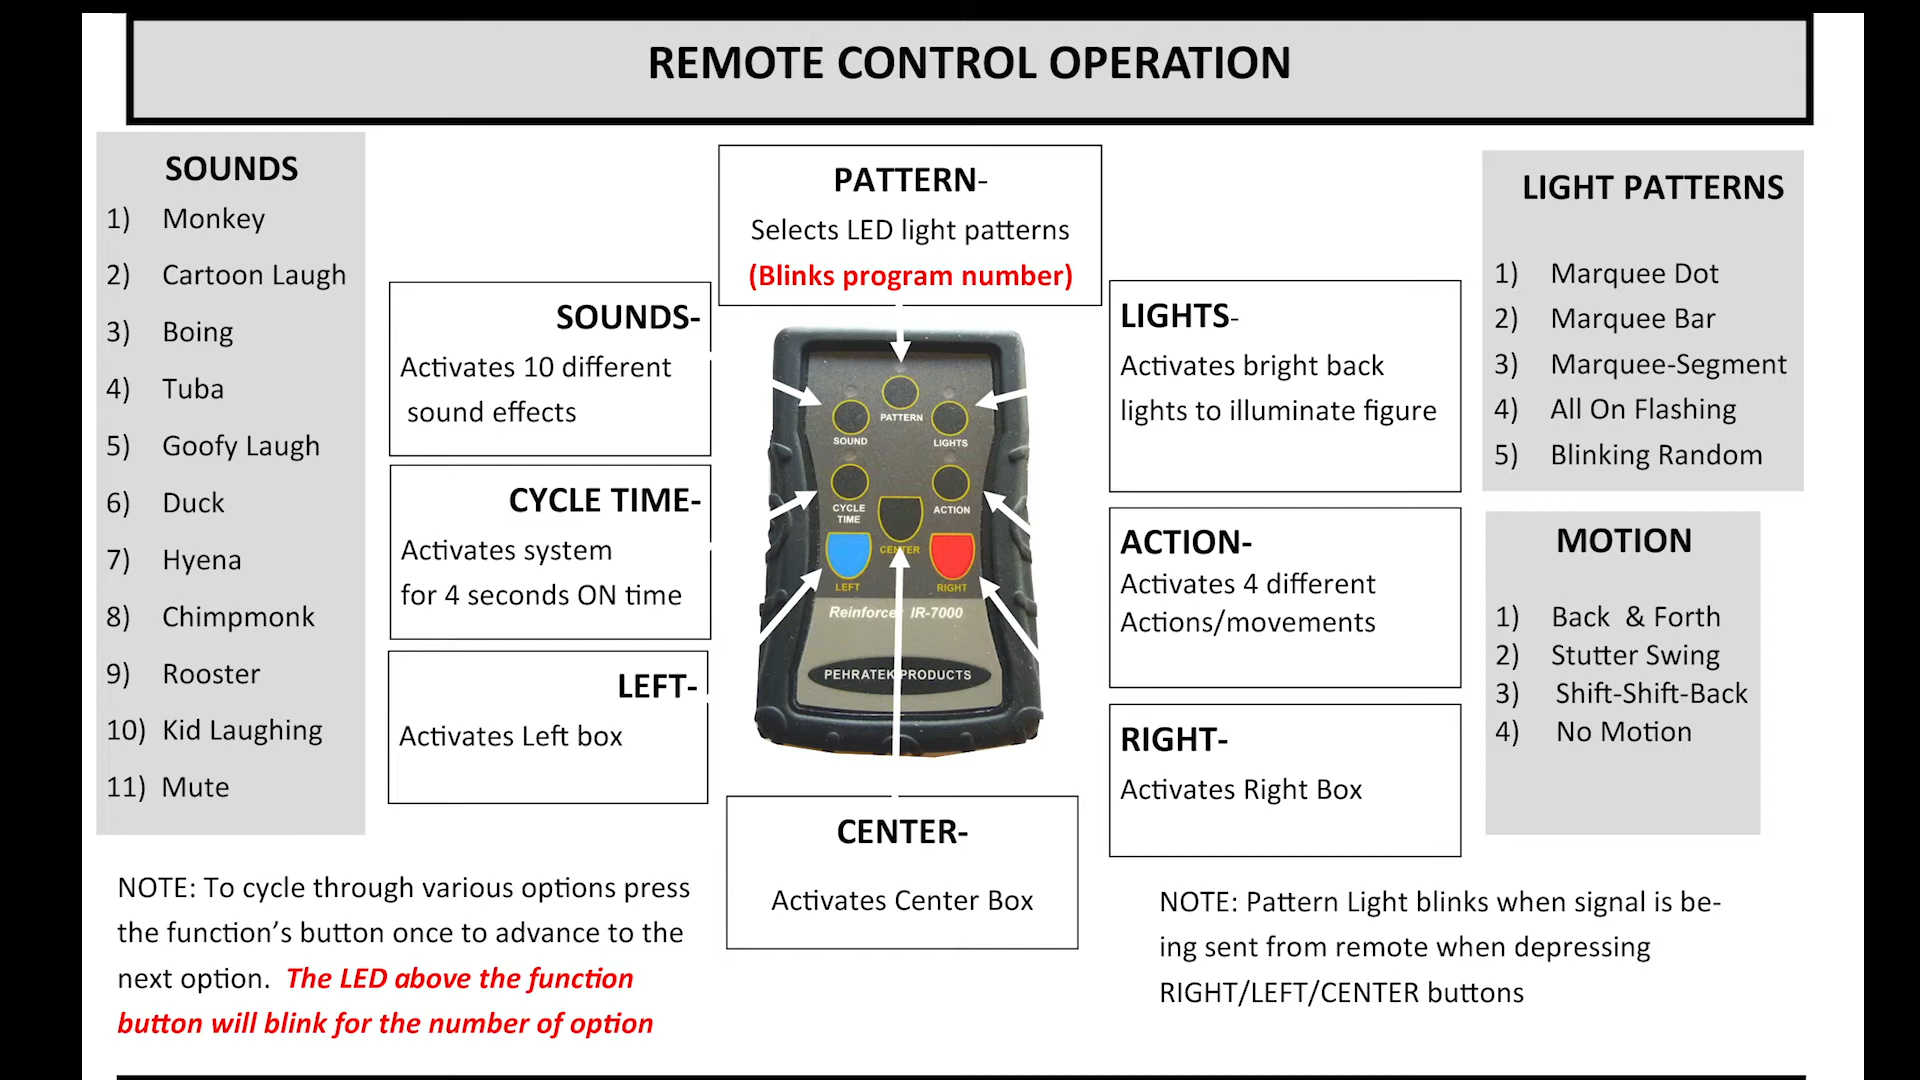 REMOTE CONTROL OPERATION
SOUNDS
1) Monkey
2) Cartoon Laugh
3) Boing
4) Tuba
5) Goofy Laugh
6) Duck
7) Hyena
8) Chimpmonk
9) Rooster
10) Kid Laughing
11) Mute
PATTERN-
Selects LED light patterns
(Blinks program number)
SOUNDS-
Activates 10 different
sound effects
CYCLE TIME-
Activates system
for 4 seconds ON time
LEFT-
Activates Left box
PATTERN
SOUND
LIGHTS
CYCLE
TIME
ACTION
CENTER
LEFT
RIGHT
Reinforcer IR-7000
PEHRATEK PRODUCTS
CENTER-
Activates Center Box
LIGHTS-
Activates bright back
lights to illuminate figure
ACTION-
Activates 4 different
Actions/movements
RIGHT-
Activates Right Box
LIGHT PATTERNS
1) Marquee Dot
2) Marquee Bar
3) Marquee-Segment
4) All On Flashing
5) Blinking Random
MOTION
1) Back & Forth
2) Stutter Swing
3) Shift-Shift-Back
4) No Motion
NOTE: To cycle through various options press
the function’s button once to advance to the
next option. The LED above the function
button will blink for the number of option
NOTE: Pattern Light blinks when signal is be-
ing sent from remote when depressing
RIGHT/LEFT/CENTER buttons